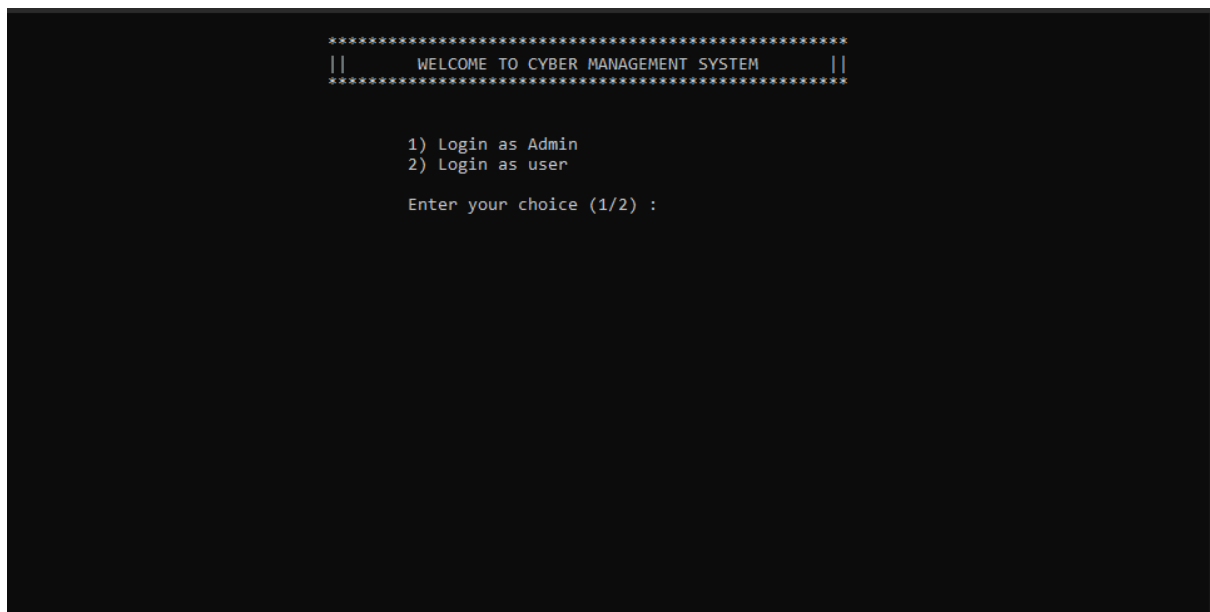 ****************************************************
|| WELCOME TO CYBER MANAGEMENT SYSTEM ||
****************************************************
1) Login as Admin
2) Login as user
Enter your choice (1/2) :